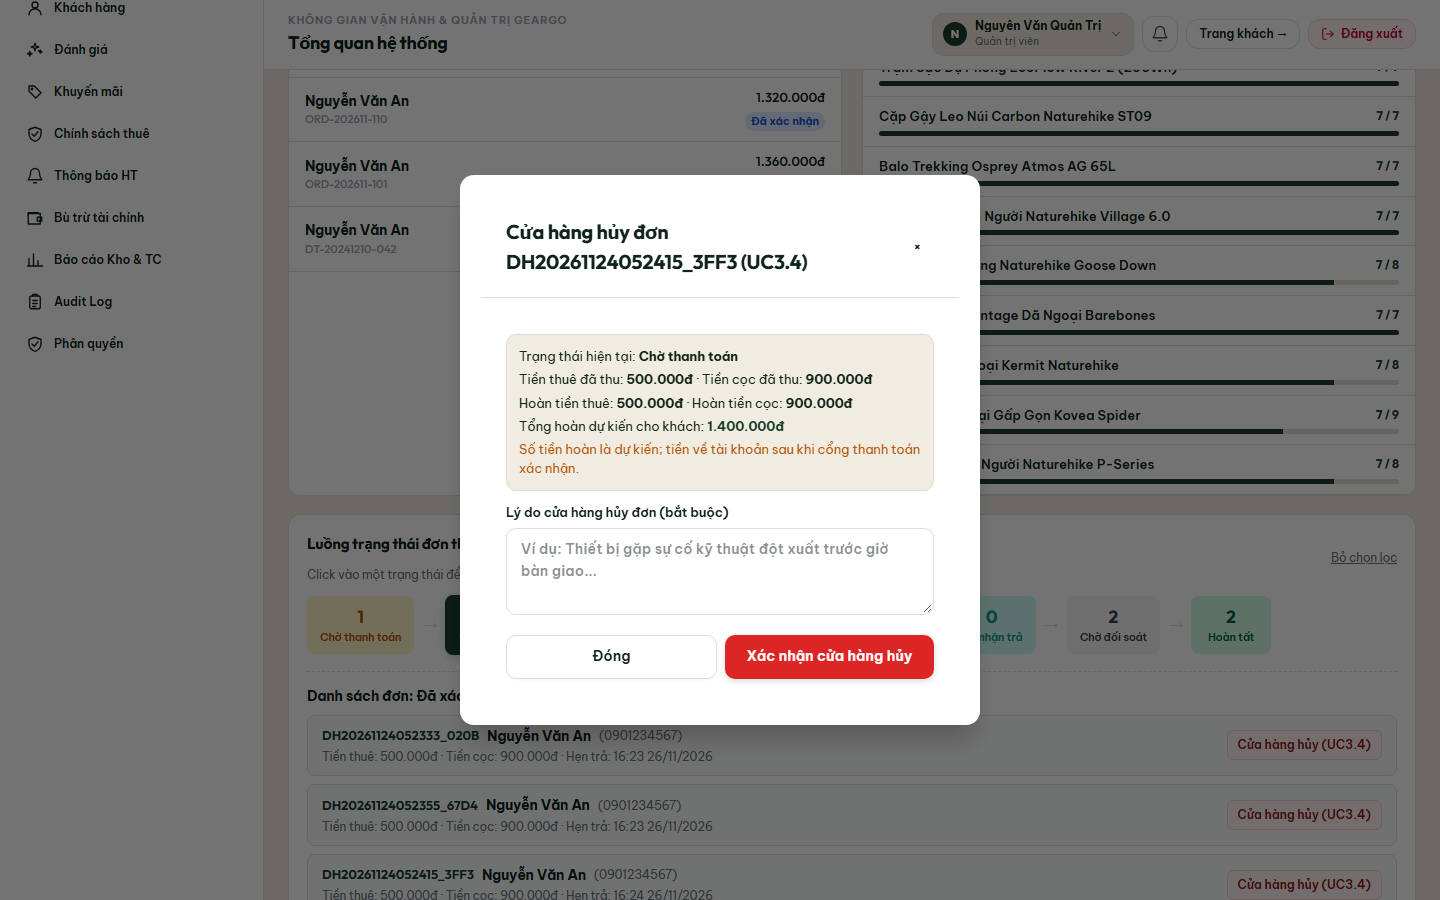 Khách hàng
Đánh giá
Khuyến mãi
Chính sách thuê
Thông báo HT
Bù trừ tài chính
Báo cáo Kho & TC
Audit Log
Phân quyền
KHÔNG GIAN VẬN HÀNH & QUẢN TRỊ GEARGO
Tổng quan hệ thống
N
Nguyễn Văn Quản Trị
Quản trị viên
Trang khách →
Đăng xuất
Nguyễn Văn An
ORD-202611-110
1.320.000đ
Đã xác nhận
Nguyễn Văn An
ORD-202611-101
1.360.000đ
Nguyễn Văn An
DT-20241210-042
Cặp Gậy Leo Núi Carbon Naturehike ST09
7 / 7
Balo Trekking Osprey Atmos AG 65L
7 / 7
Người Naturehike Village 6.0
7 / 7
Naturehike Goose Down
7 / 8
Dã Ngoại Barebones
7 / 7
Kermit Naturehike
7 / 8
Gấp Gọn Kovea Spider
7 / 9
Người Naturehike P-Series
7 / 8
Cửa hàng hủy đơn
DH20261124052415_3FF3 (UC3.4)
×
Trạng thái hiện tại: Chờ thanh toán
Tiền thuê đã thu: 500.000đ · Tiền cọc đã thu: 900.000đ
Hoàn tiền thuê: 500.000đ · Hoàn tiền cọc: 900.000đ
Tổng hoàn dự kiến cho khách: 1.400.000đ
Số tiền hoàn là dự kiến; tiền về tài khoản sau khi cổng thanh toán
xác nhận.
Lý do cửa hàng hủy đơn (bắt buộc)
Ví dụ: Thiết bị gặp sự cố kỹ thuật đột xuất trước giờ
bàn giao...
Đóng
Xác nhận cửa hàng hủy
Luồng trạng thái đơn
Bỏ chọn lọc
Click vào một trạng thái để
1
Chờ thanh toán
→
0
nhận trả
→
2
Chờ đối soát
→
2
Hoàn tất
Danh sách đơn: Đã xác
DH20261124052333_020B Nguyễn Văn An (0901234567)
Tiền thuê: 500.000đ · Tiền cọc: 900.000đ · Hẹn trả: 16:23 26/11/2026
Cửa hàng hủy (UC3.4)
DH20261124052355_67D4 Nguyễn Văn An (0901234567)
Tiền thuê: 500.000đ · Tiền cọc: 900.000đ · Hẹn trả: 16:23 26/11/2026
Cửa hàng hủy (UC3.4)
DH20261124052415_3FF3 Nguyễn Văn An (0901234567)
Tiền thuê: 500.000đ · Tiền cọc: 900.000đ · Hẹn trả: 16:24 26/11/2026
Cửa hàng hủy (UC3.4)